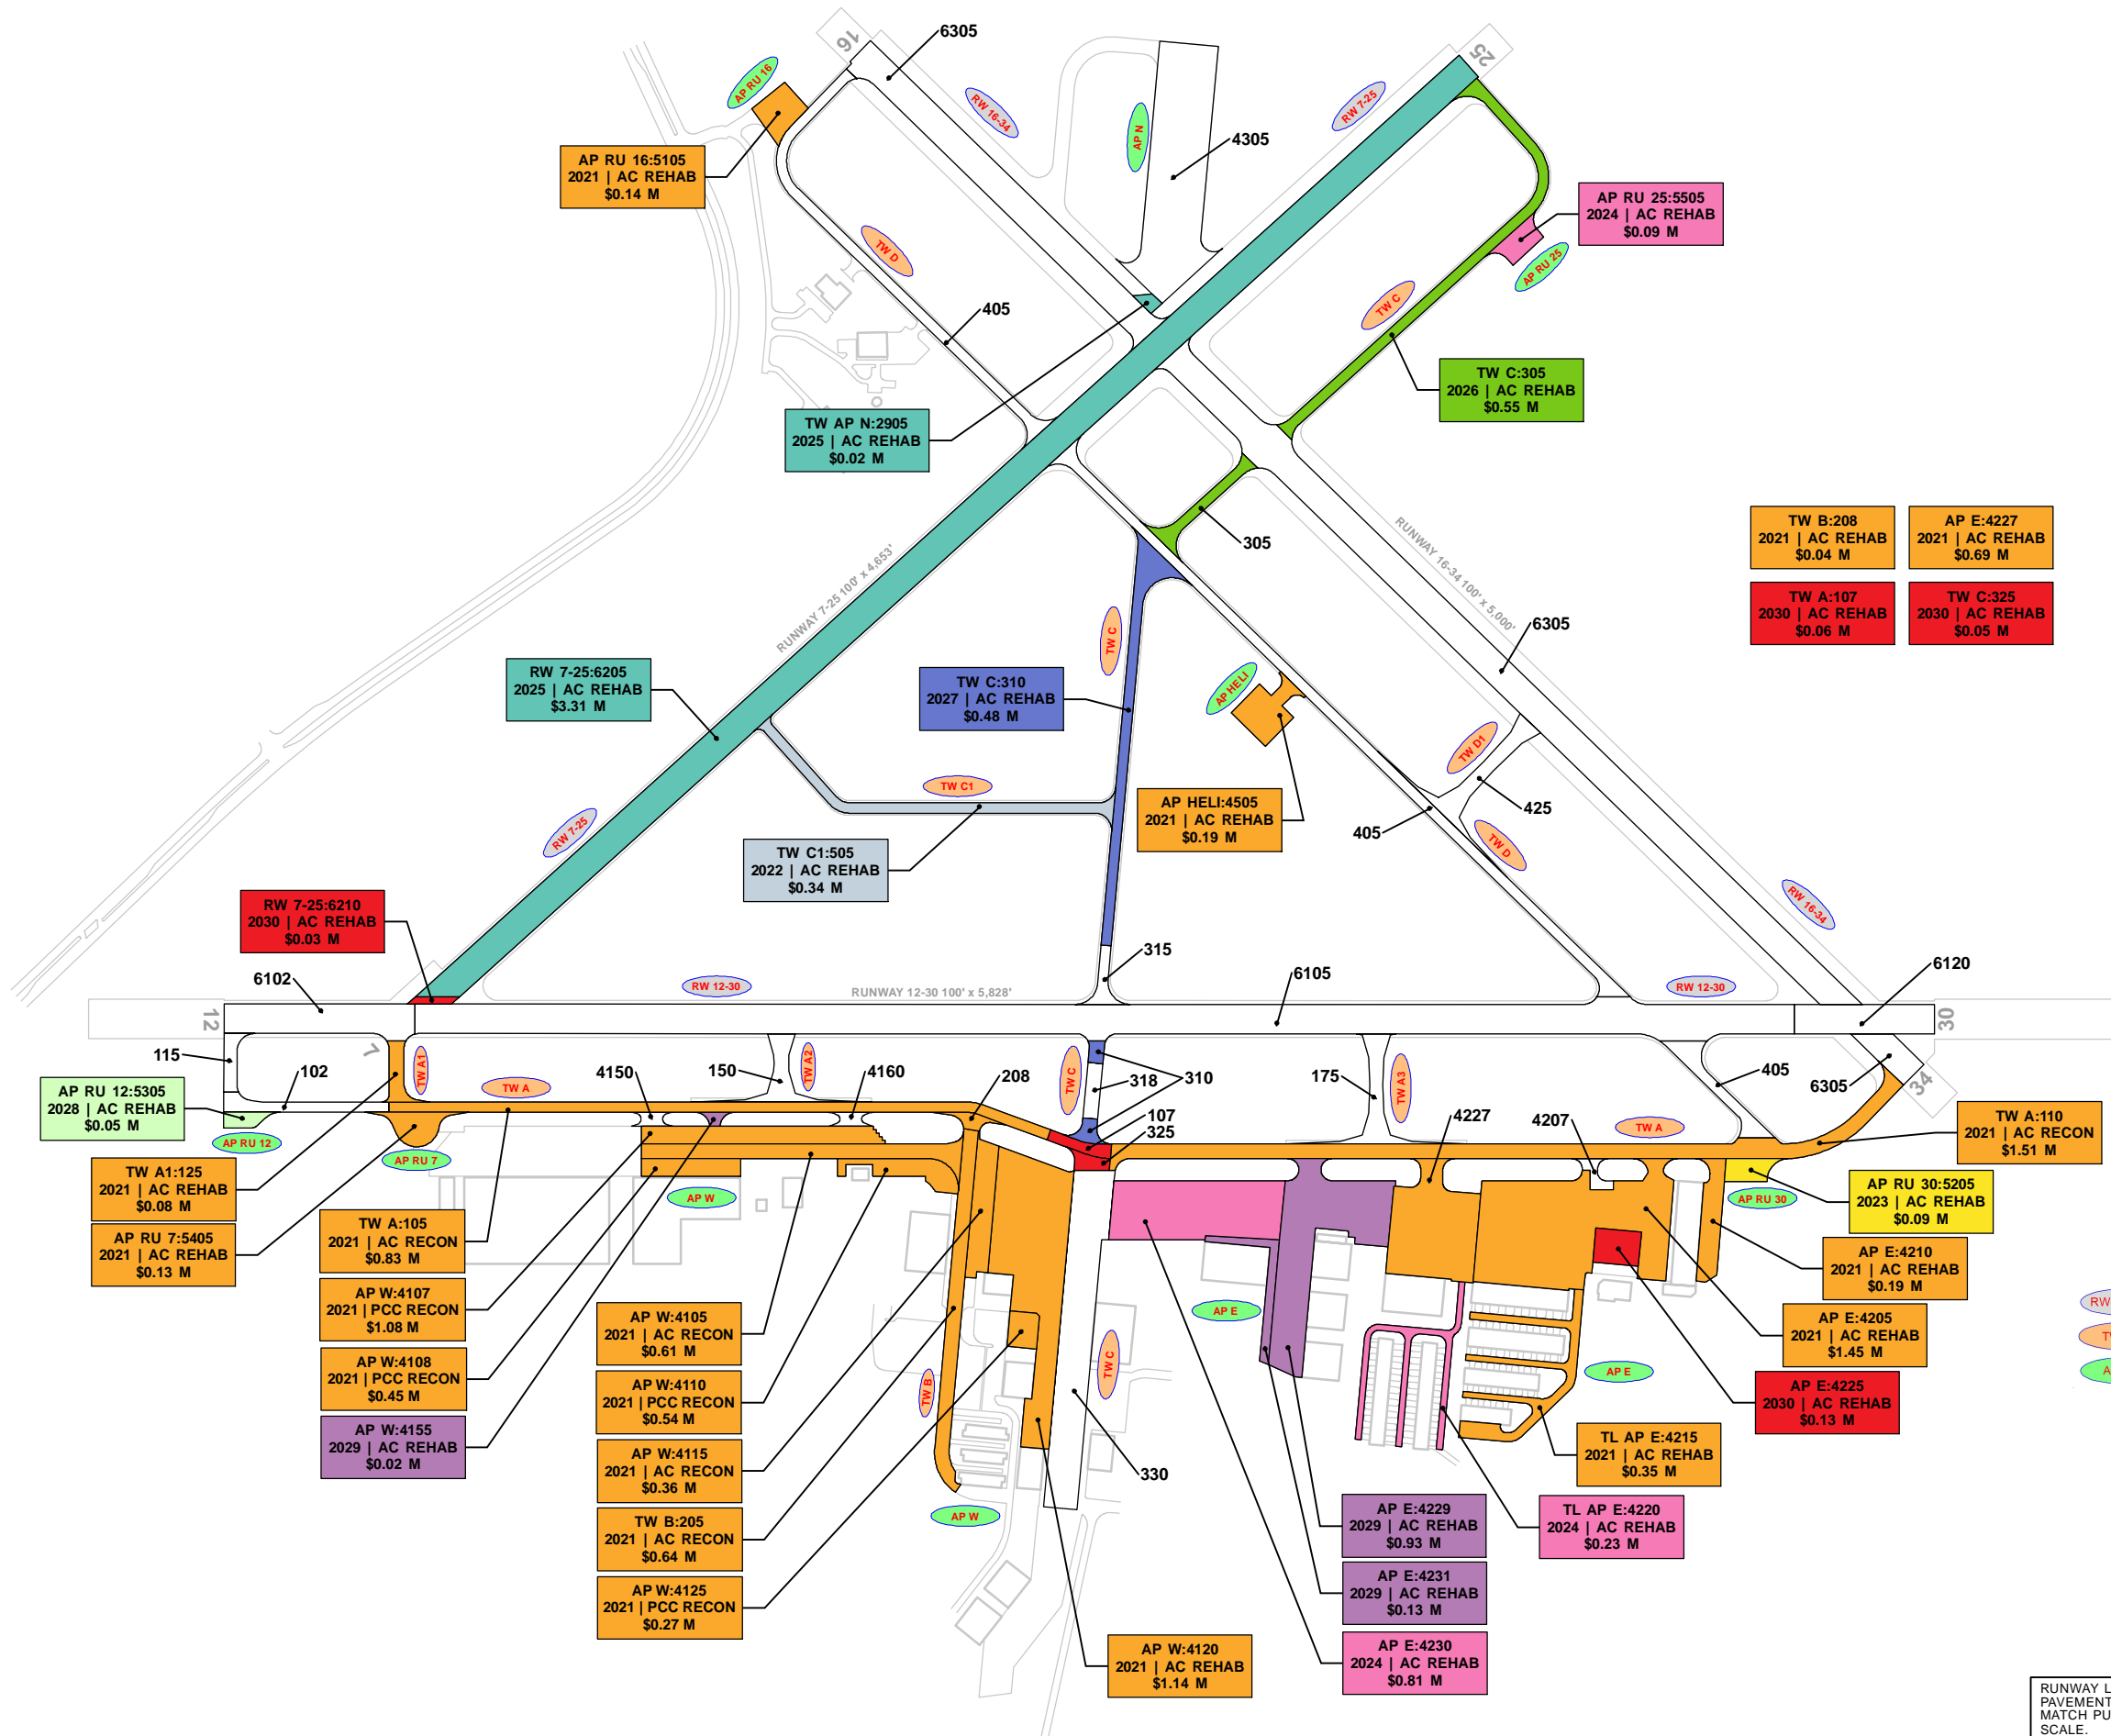 16
6305
25
AP RU 16
RW 16-34
AP N
RW 7-25
4305
AP RU 16:5105
2021 | AC REHAB
$0.14 M
AP RU 25:5505
2024 | AC REHAB
$0.09 M
TW D
AP RU 25
405
TW C
TW C:305
2026 | AC REHAB
$0.55 M
TW AP N:2905
2025 | AC REHAB
$0.02 M
305
RUNWAY 7-25 100' x 4,653'
RUNWAY 16-34 100' x 5,000'
TW B:208
2021 | AC REHAB
$0.04 M
AP E:4227
2021 | AC REHAB
$0.69 M
TW A:107
2030 | AC REHAB
$0.06 M
TW C:325
2030 | AC REHAB
$0.05 M
6305
TW C
RW 7-25:6205
2025 | AC REHAB
$3.31 M
TW C:310
2027 | AC REHAB
$0.48 M
AP HELI
TW D1
TW C1
AP HELI:4505
2021 | AC REHAB
$0.19 M
425
405
RW 7-25
TW D
TW C1:505
2022 | AC REHAB
$0.34 M
RW 16-34
RW 7-25:6210
2030 | AC REHAB
$0.03 M
315
6102
6105
6120
RW 12-30
RUNWAY 12-30 100' x 5,828'
RW 12-30
12
30
7
115
TW A1
TW A2
TW C
TW A3
102
TW A
4150
150
4160
208
318
310
175
405
6305
34
AP RU 12:5305
2028 | AC REHAB
$0.05 M
107
325
4227
4207
TW A
TW A:110
2021 | AC RECON
$1.51 M
AP RU 12
AP RU 7
AP W
AP RU 30
TW A1:125
2021 | AC REHAB
$0.08 M
AP RU 30:5205
2023 | AC REHAB
$0.09 M
AP RU 7:5405
2021 | AC REHAB
$0.13 M
TW A:105
2021 | AC RECON
$0.83 M
AP E:4210
2021 | AC REHAB
$0.19 M
AP W:4107
2021 | PCC RECON
$1.08 M
AP W:4105
2021 | AC RECON
$0.61 M
AP E
AP E:4205
2021 | AC REHAB
$1.45 M
RW
TW
A
AP W:4108
2021 | PCC RECON
$0.45 M
AP W:4110
2021 | PCC RECON
$0.54 M
TW B
TW C
AP E
AP E:4225
2030 | AC REHAB
$0.13 M
AP W:4155
2029 | AC REHAB
$0.02 M
AP W:4115
2021 | AC RECON
$0.36 M
330
TL AP E:4215
2021 | AC REHAB
$0.35 M
TW B:205
2021 | AC RECON
$0.64 M
AP W
AP E:4229
2029 | AC REHAB
$0.93 M
TL AP E:4220
2024 | AC REHAB
$0.23 M
AP W:4125
2021 | PCC RECON
$0.27 M
AP E:4231
2029 | AC REHAB
$0.13 M
AP W:4120
2021 | AC REHAB
$1.14 M
AP E:4230
2024 | AC REHAB
$0.81 M
RUNWAY L
PAVEMENT
MATCH PU
SCALE.